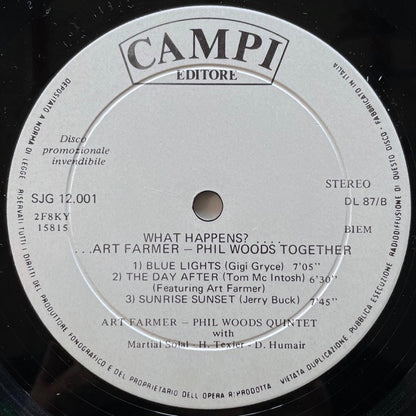 CAMPI
EDITORE
Disco
promozionale
invendibile
SJG 12.001
2F8KY
15815
STEREO
DL 87/B
BIEM
WHAT HAPENS? . . . . .
. . .ART FARMER – PHIL WOODS TOGETHER
1) BLUE LIGHTS (Gigi Gryce) 7'05"
2) THE DAY AFTER (Tom Mc Intosh) 6'30"
(Featuring Art Farmer)
3) SUNRISE SUNSET (Jerry Buck) 7'45"
ART FARMER – PHIL WOODS QUINTET
with
Martial Solal - H. Texler - D. Humair
DEPOSITATO A NORMA DI LEGGE - RISERVATI TUTTI I DIRITTI DEL PRODUTTORE FONOGRAFICO E DEL PROPRIETARIO DELL'OPERA RIPRODOTTA - VIETATA DUPLICAZIONE PUBBLICA ESECUZIONE RADIODIFFUSIONE DI QUESTO DISCO - FABBRICATO IN ITALIA